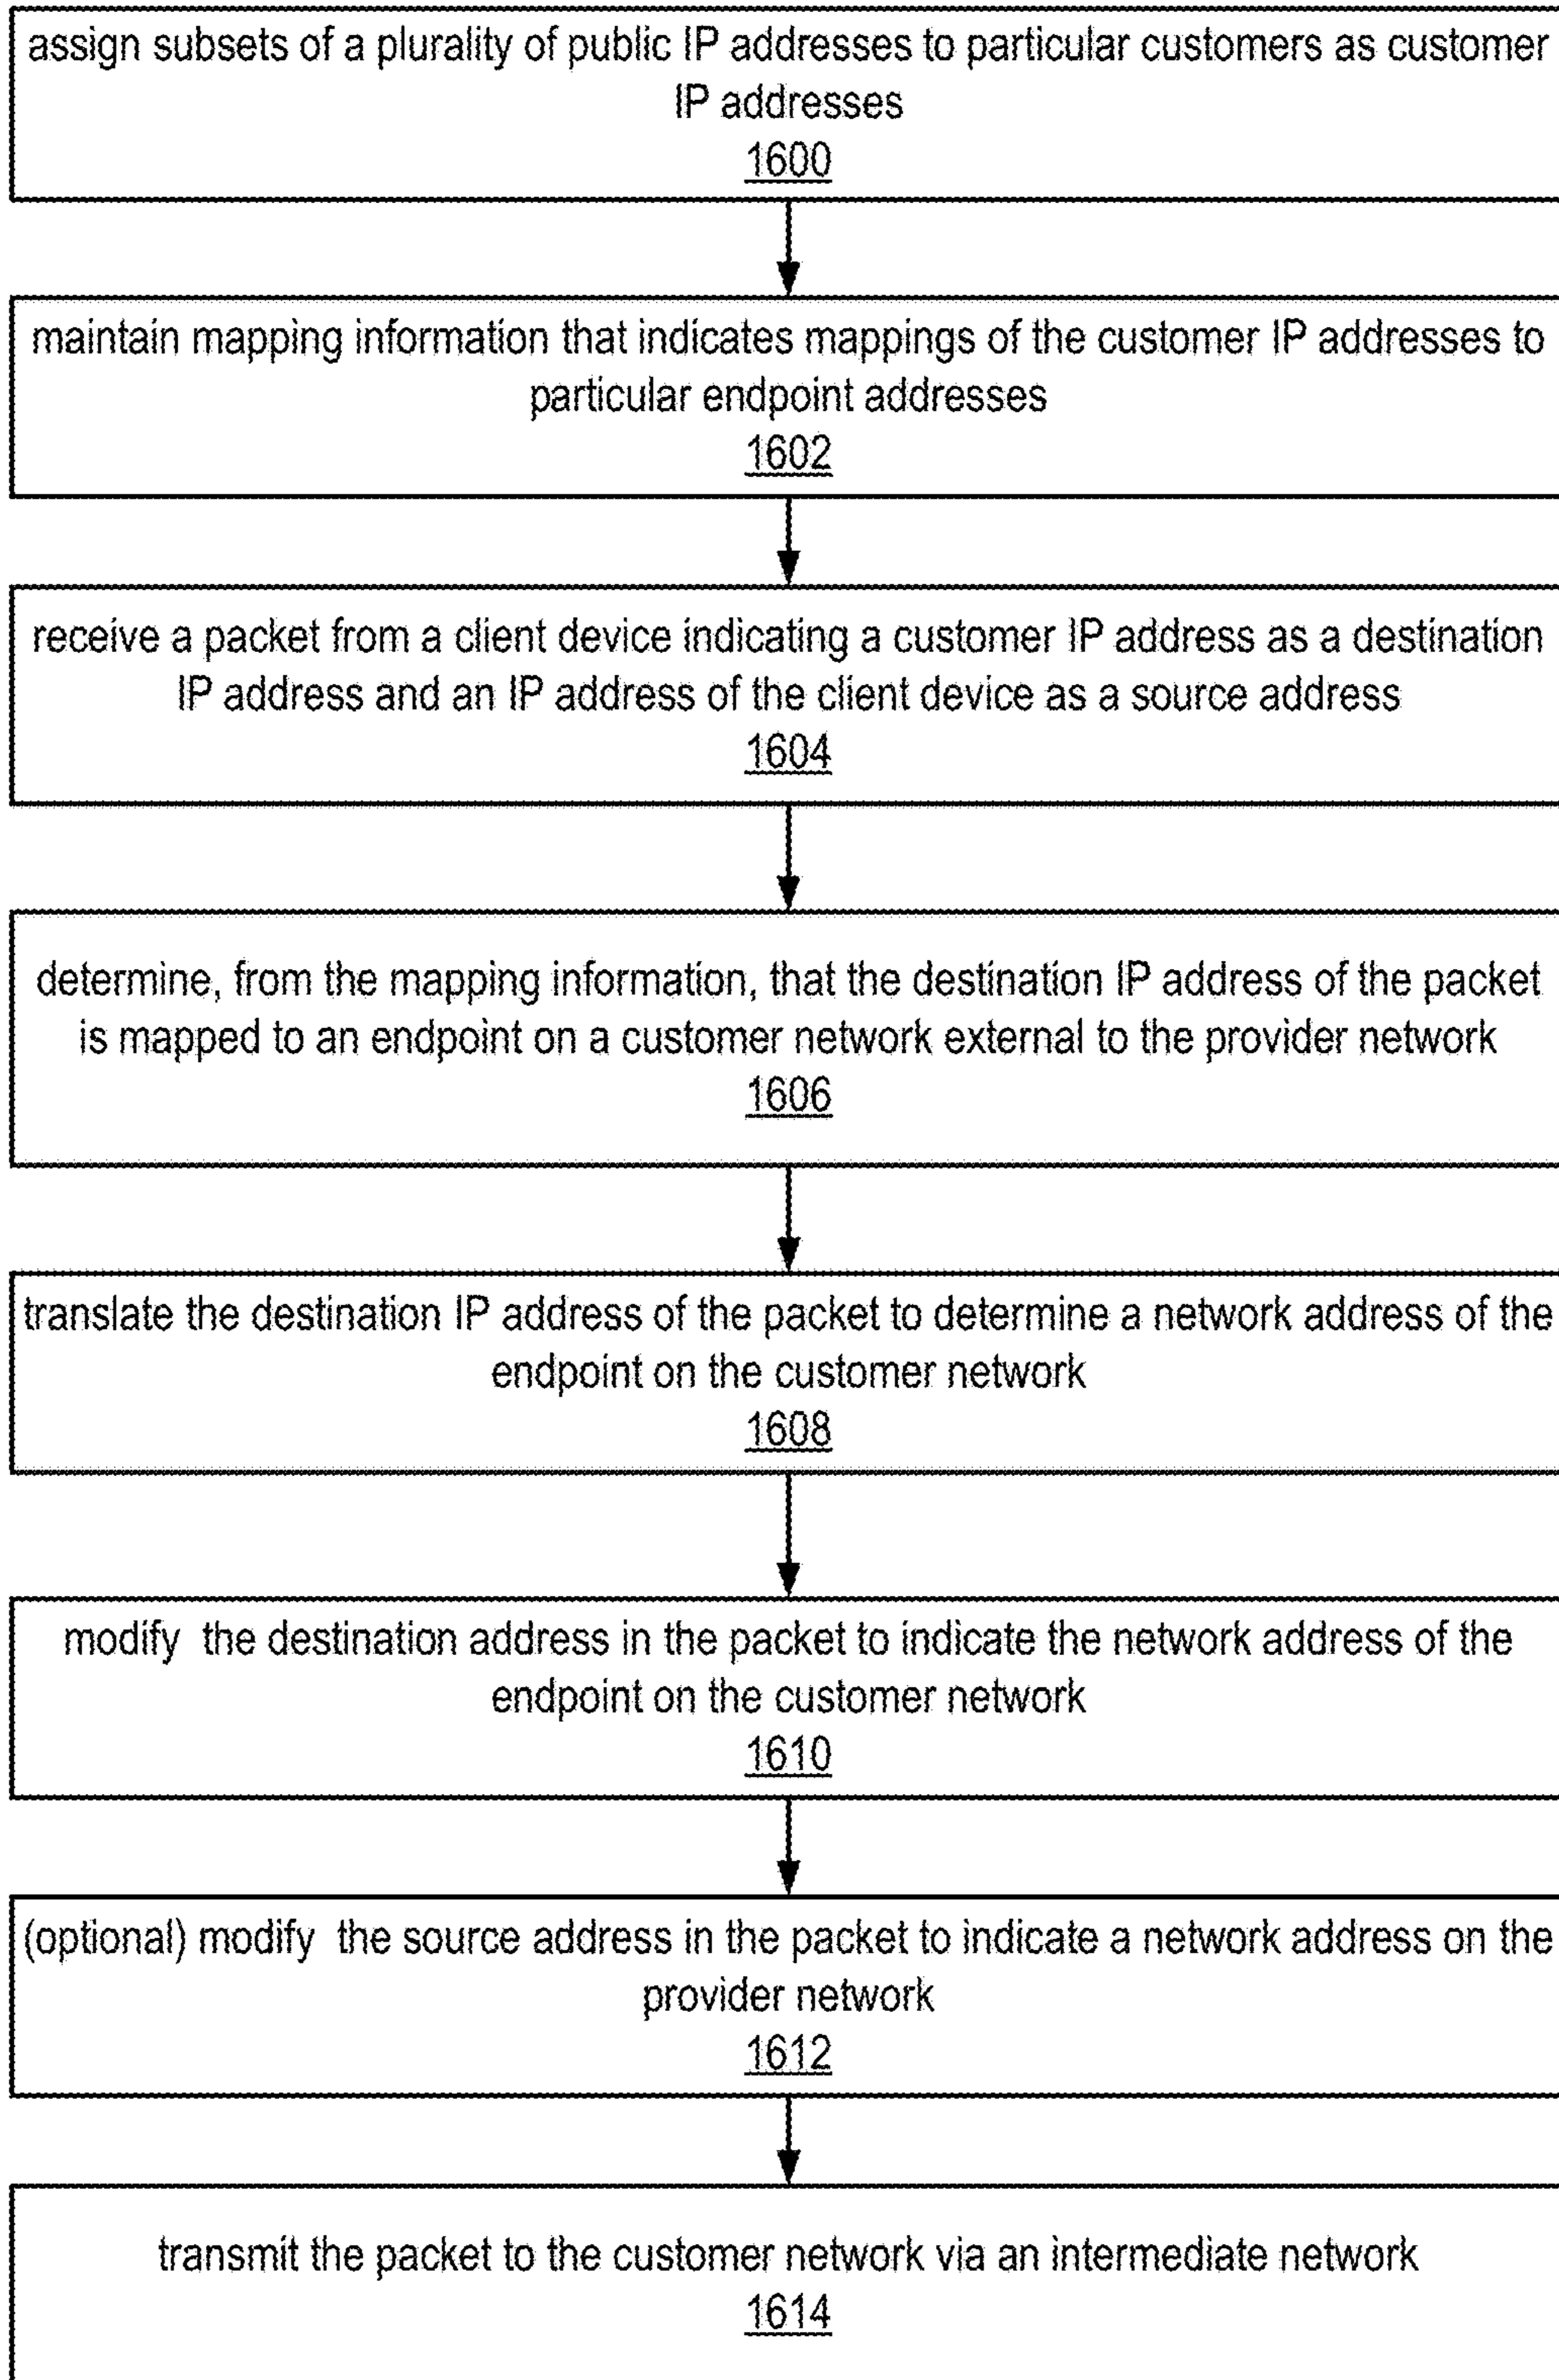 assign subsets of a plurality of public IP addresses to particular customers as customer
IP addresses
1600
maintain mapping information that indicates mappings of the customer IP addresses to
particular endpoint addresses
1602
receive a packet from a client device indicating a customer IP address as a destination
IP address and an IP address of the client device as a source address
1604
determine, from the mapping information, that the destination IP address of the packet
is mapped to an endpoint on a customer network external to the provider network
1606
translate the destination IP address of the packet to determine a network address of the
endpoint on the customer network
1608
modify the destination address in the packet to indicate the network address of the
endpoint on the customer network
1610
(optional) modify the source address in the packet to indicate a network address on the
provider network
1612
transmit the packet to the customer network via an intermediate network
1614